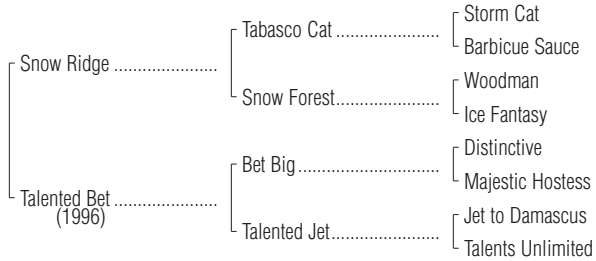 Storm Cat
Tabasco Cat .....................
Barbicue Sauce
Snow Ridge .....................
Woodman
Snow Forest.....................
Ice Fantasy
Distinctive
Bet Big.............................
Majestic Hostess
Talented Bet .....................
(1996)
Jet to Damascus
Talented Jet.....................
Talents Unlimited